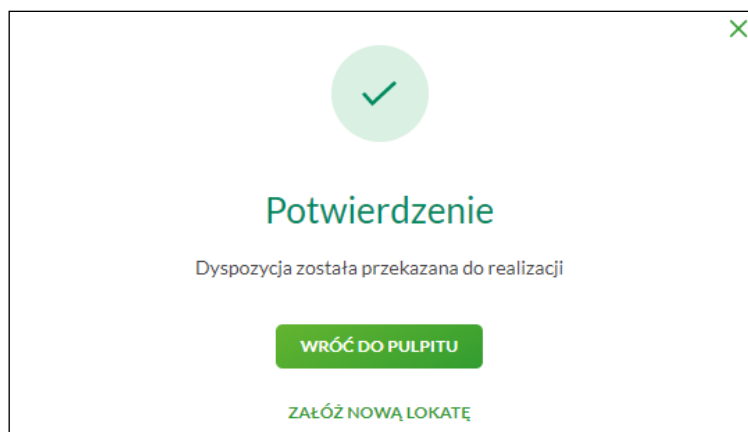 Potwierdzenie
Dyspozycja została przekazana do realizacji
WRÓĆ DO PULPITU
ZAŁÓŻ NOWĄ LOKATĘ